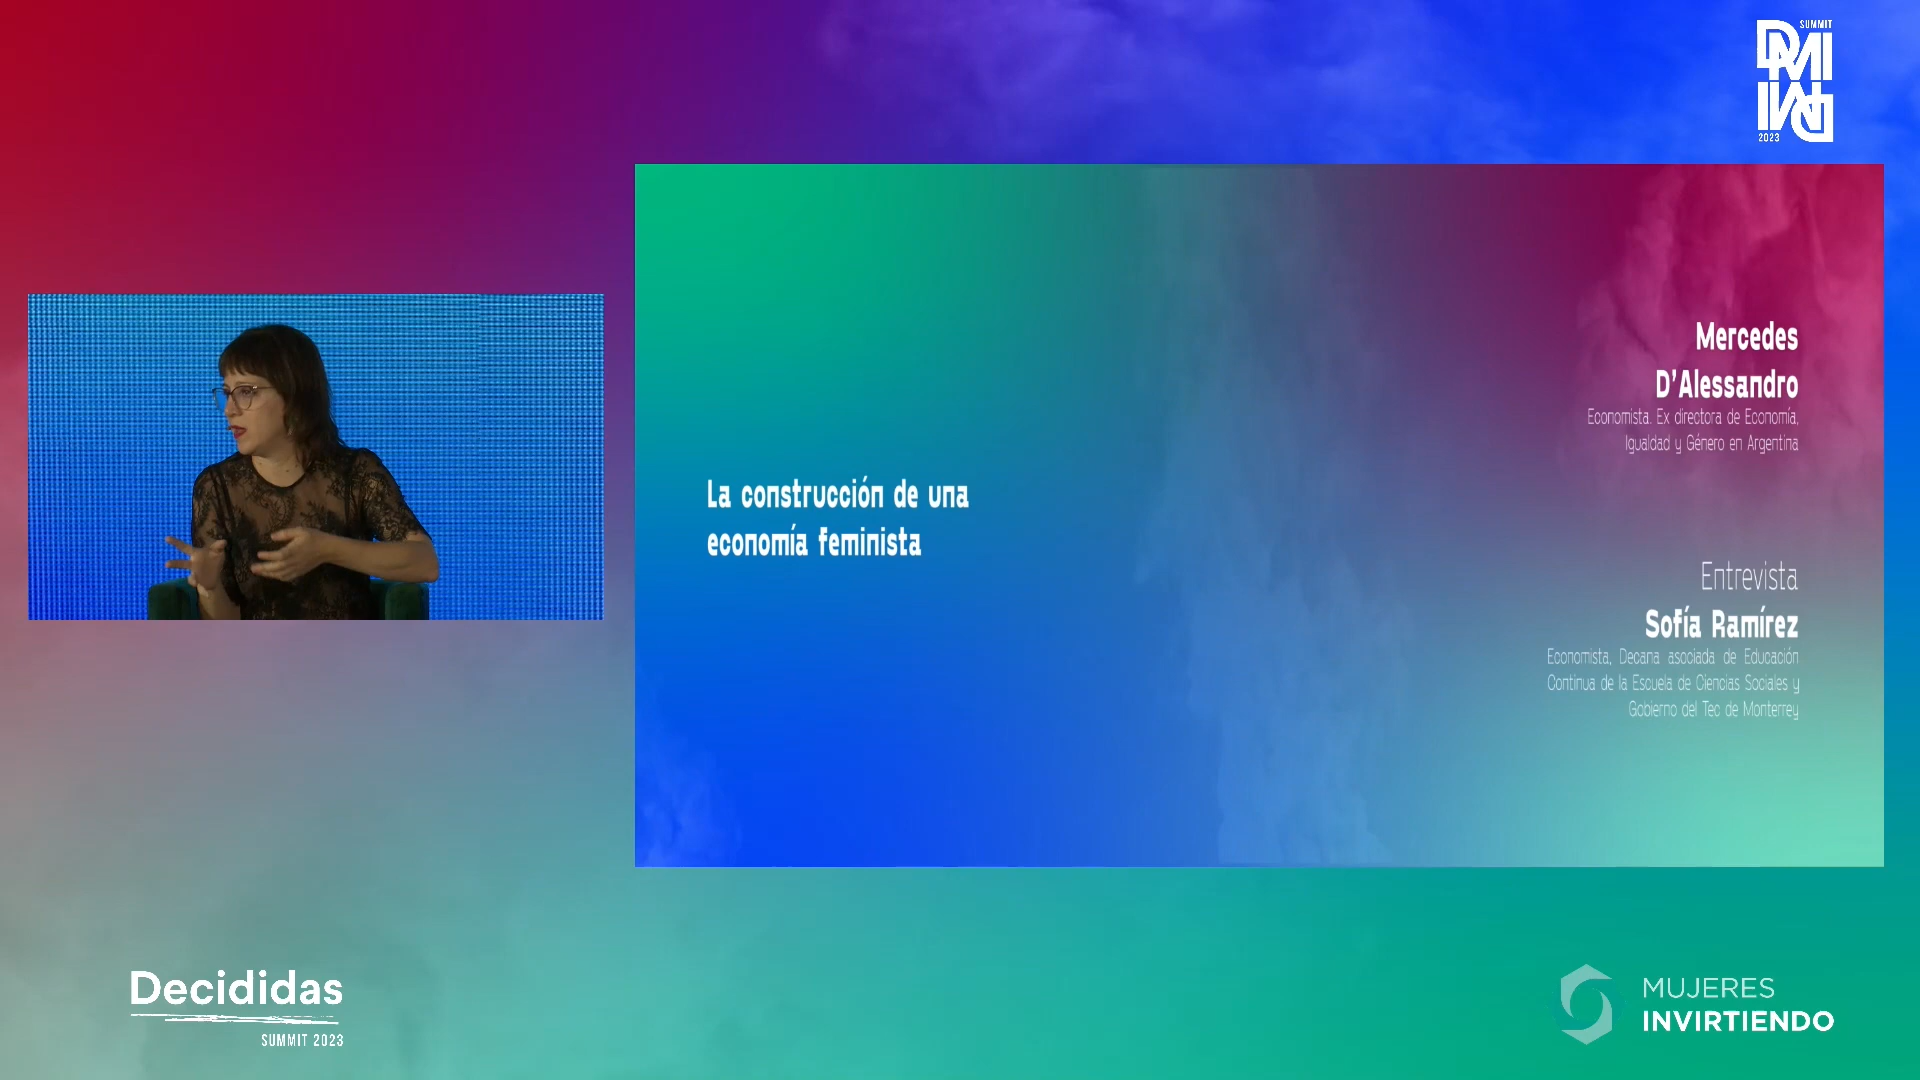 SUMMIT
DMI
IMD
2023
Mercedes
D'Alessandro
Economista. Ex directora de Economía,
Igualdad y Género en Argentina
La construcción de una
economía feminista
Entrevista
Sofía Ramírez
Economista, Decana asociada de Educación
Continua de la Escuela de Ciencias Sociales y
Gobierno del Tec de Monterrey
Decididas
SUMMIT 2023
MUJERES
INVIRTIENDO